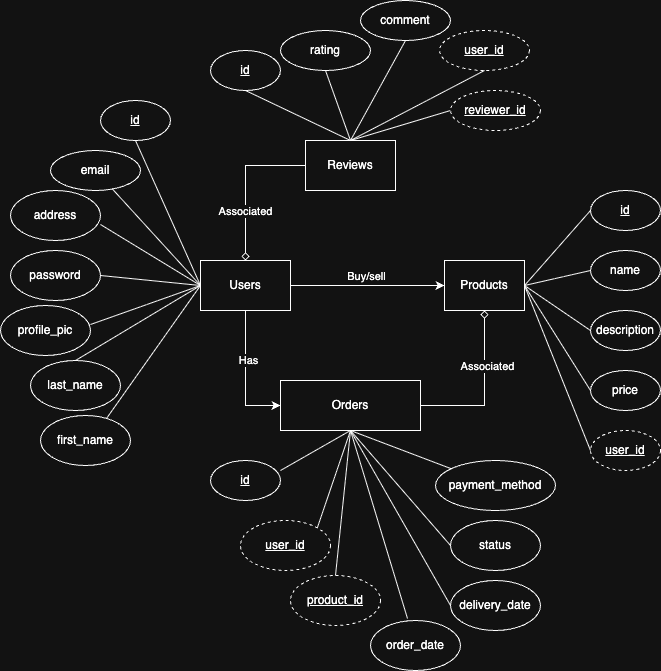 comment
rating
user_id
id
reviewer_id
id
email
Reviews
address
Associated
id
password
Users
Buy/sell
Products
name
profile_pic
description
last_name
Has
Associated
price
first_name
Orders
user_id
id
payment_method
user_id
status
product_id
delivery_date
order_date